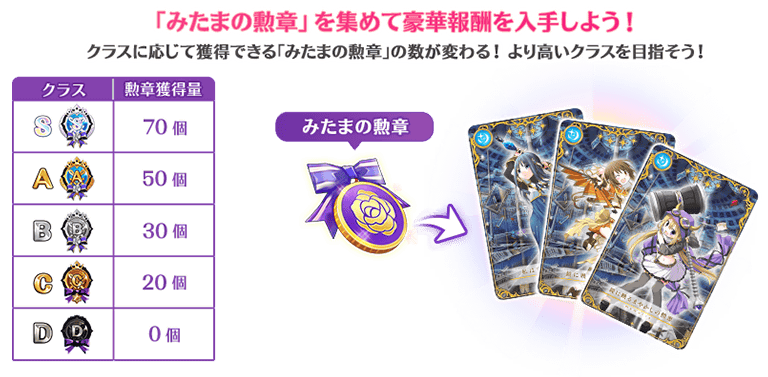 「みたまの勲章」を集めて豪華報酬を入手しよう！
クラスに応じて獲得できる「みたまの勲章」の数が変わる！より高いクラスを目指そう！
クラス 勲章獲得量
S S 70個
A A 50個
B B 30個
C C 20個
D D 0個
みたまの勲章